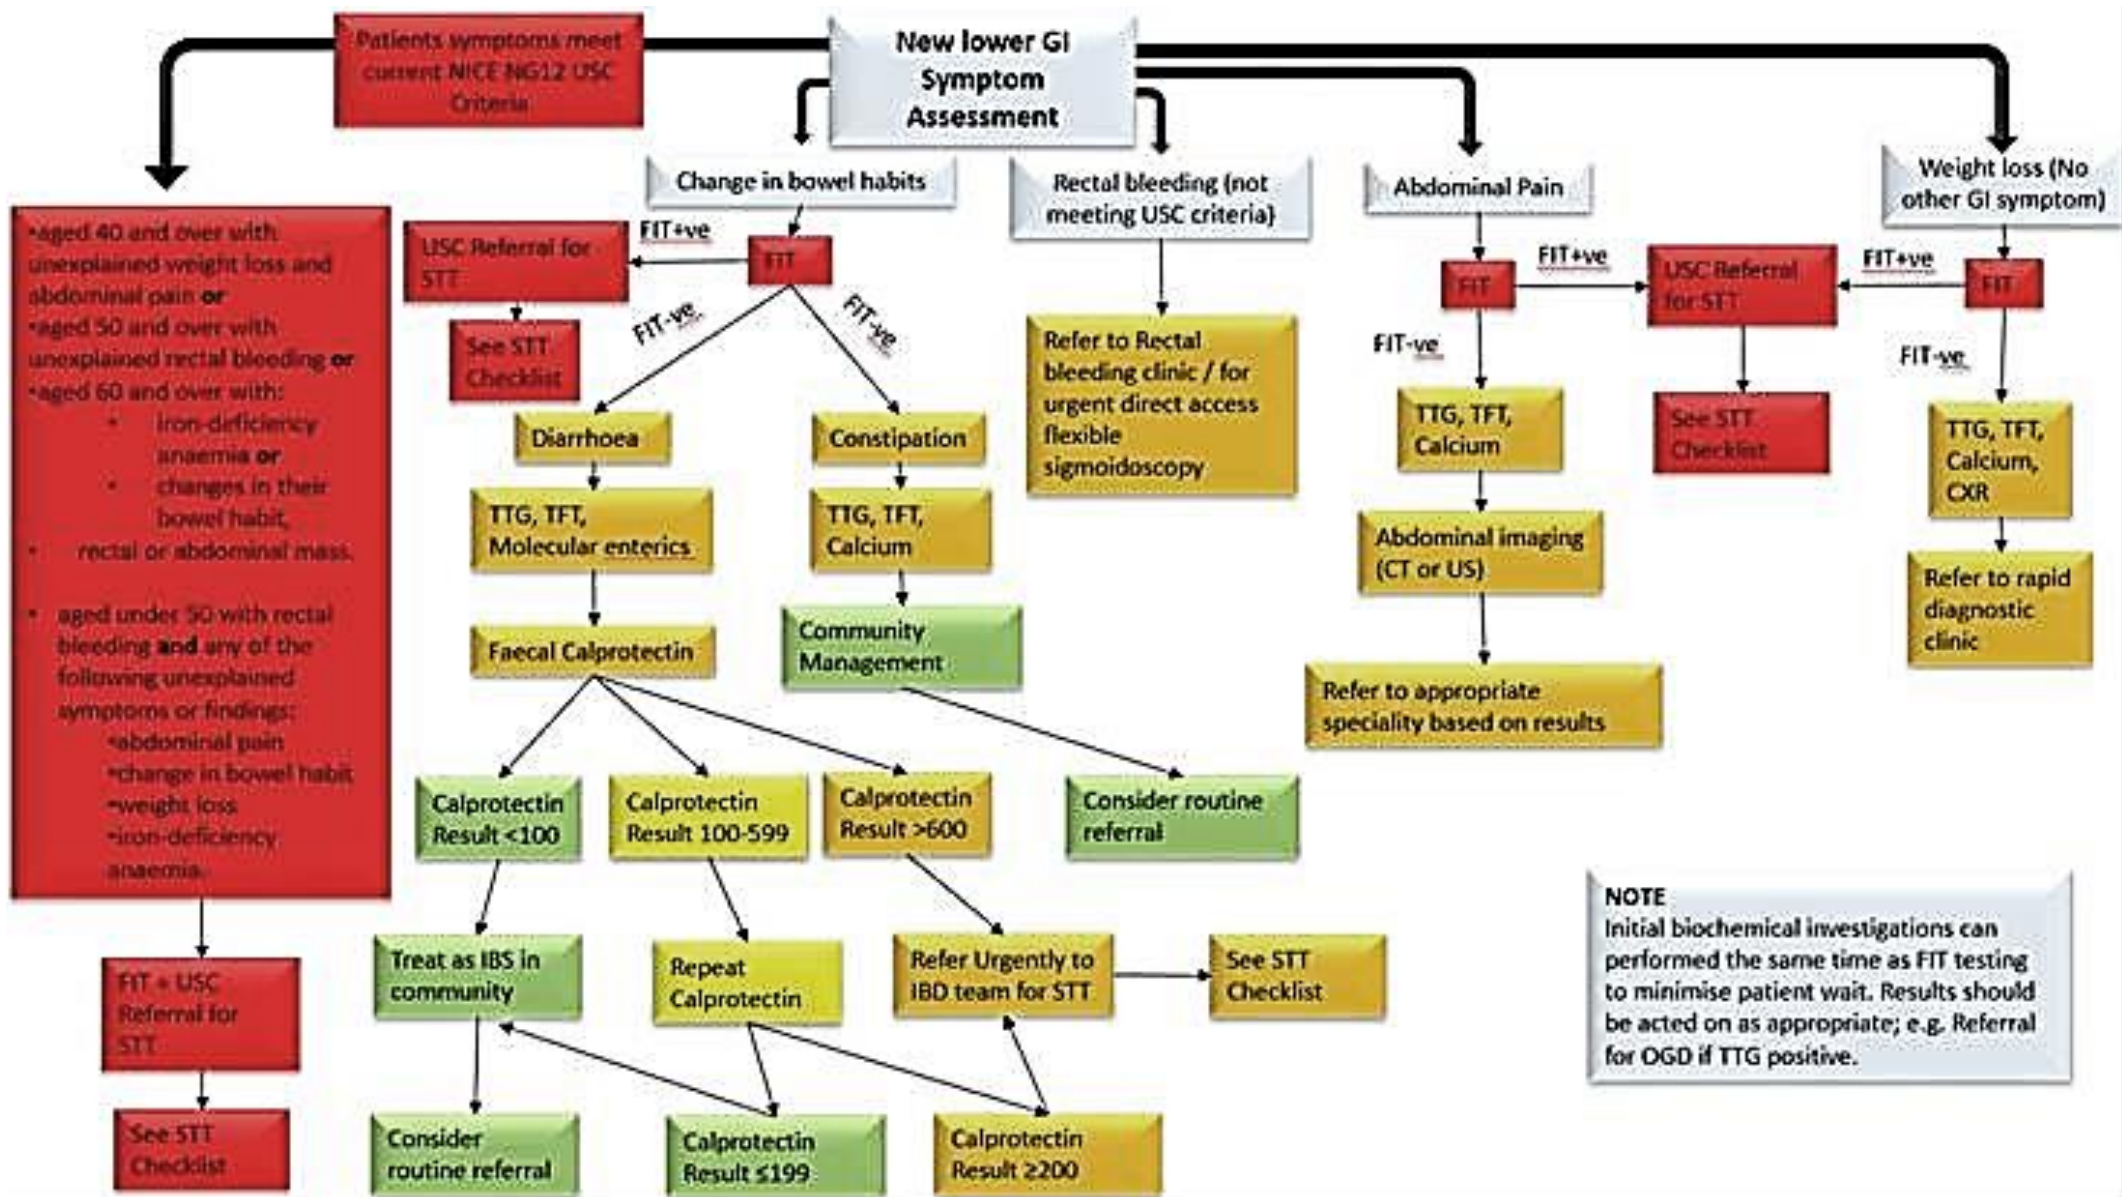 Patients symptoms meet
current NICE NG12 USC
Criteria
New lower GI
Symptom
Assessment
•aged 40 and over with
unexplained weight loss and
abdominal pain or
•aged 50 and over with
unexplained rectal bleeding or
•aged 60 and over with:
• iron-deficiency
anaemia or
• changes in their
bowel habit,
• rectal or abdominal mass.
• aged under 50 with rectal
bleeding and any of the
following unexplained
symptoms or findings:
•abdominal pain
•change in bowel habit
•weight loss
•iron-deficiency
anaemia.
FIT + USC
Referral for
STT
See STT
Checklist
Change in bowel habits
FIT
FIT+ve
USC Referral for
STT
See STT
Checklist
FIT-ve
FIT-ve
Diarrhoea
TTG, TFT,
Molecular enterics
Faecal Calprotectin
Constipation
TTG, TFT,
Calcium
Community
Management
Consider routine
referral
Calprotectin
Result <100
Calprotectin
Result 100-599
Calprotectin
Result >600
Treat as IBS in
community
Repeat
Calprotectin
Refer Urgently to
IBD team for STT
See STT
Checklist
Consider
routine referral
Calprotectin
Result ≤199
Calprotectin
Result ≥200
Rectal bleeding (not
meeting USC criteria)
Refer to Rectal
bleeding clinic / for
urgent direct access
flexible
sigmoidoscopy
Abdominal Pain
FIT
FIT+ve
USC Referral
for STT
See STT
Checklist
FIT-ve
TTG, TFT,
Calcium
Abdominal imaging
(CT or US)
Refer to appropriate
speciality based on results
Weight loss (No
other GI symptom)
FIT+ve
FIT
FIT-ve
TTG, TFT,
Calcium,
CXR
Refer to rapid
diagnostic
clinic
NOTE
Initial biochemical investigations can
performed the same time as FIT testing
to minimise patient wait. Results should
be acted on as appropriate; e.g. Referral
for OGD if TTG positive.